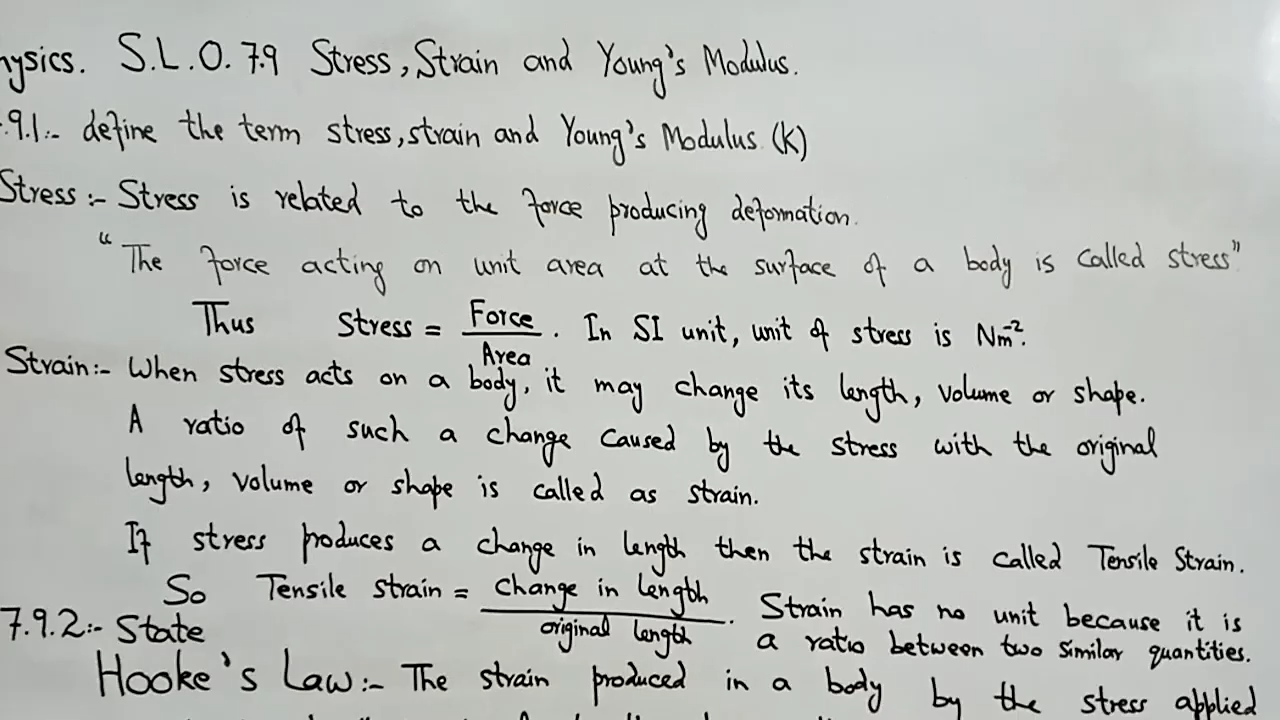 hysics. S.L.O. 7.9 Stress, Strain and Young's Modulus.
.9.1:- define the term stress, strain and Young's Modulus. (K)
Stress:- Stress is related to the force producing deformation.
"The force acting on unit area at the surface of a body is called stress"
Thus Stress = Force / Area . In SI unit, unit of stress is Nm⁻².
Strain:- When stress acts on a body, it may change its length, volume or shape.
A ratio of such a change caused by the stress with the original
length, volume or shape is called as strain.
If stress produces a change in length then the strain is called Tensile Strain.
So Tensile strain = change in length / original length . Strain has no unit because it is
a ratio between two similar quantities.
7.9.2:- State
Hooke's Law:- The strain produced in a body by the stress applied